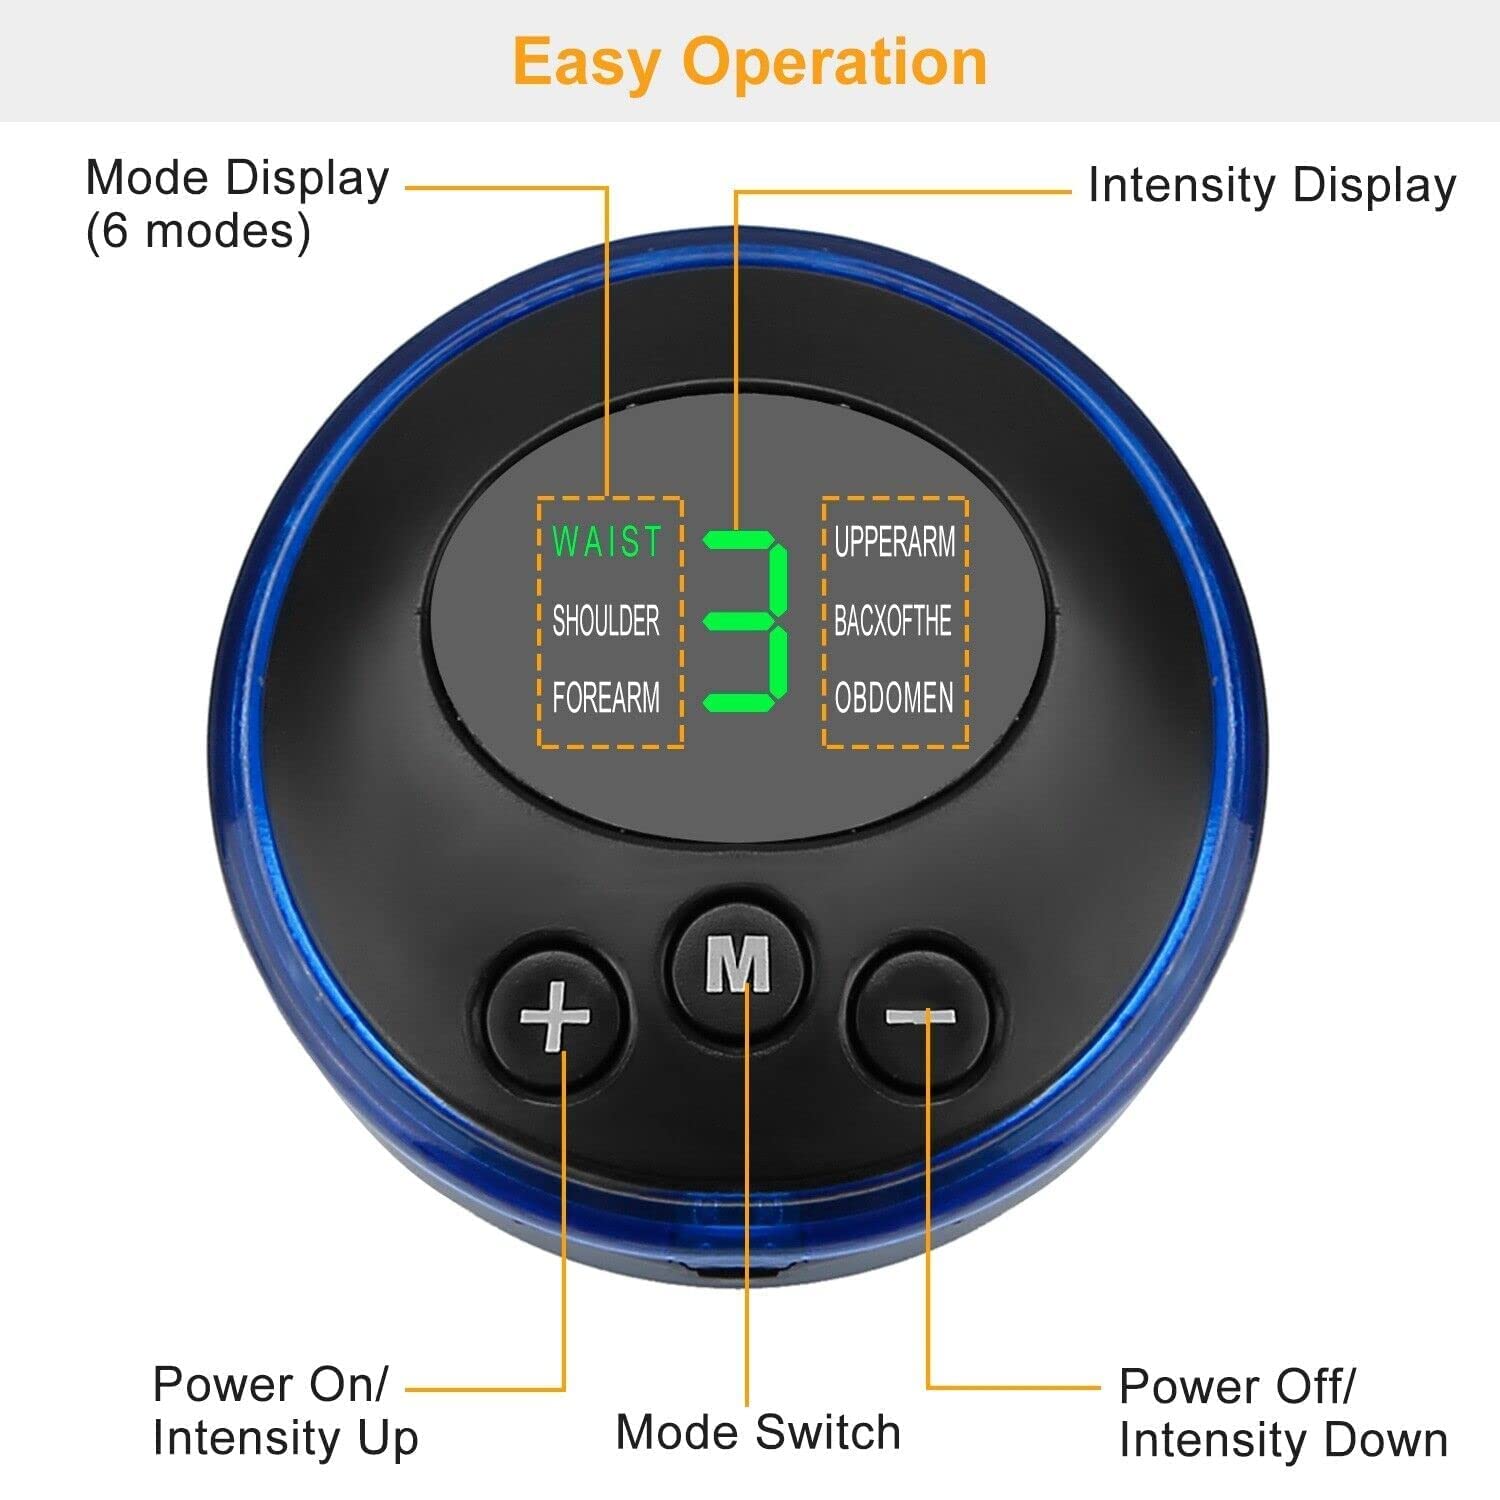 Easy Operation
Mode Display
(6 modes)
Intensity Display
WAIST
SHOULDER
FOREARM
3
UPPERARM
BACXOFTHE
OBDOMEN
+
M
−
Power On/
Intensity Up
Mode Switch
Power Off/
Intensity Down